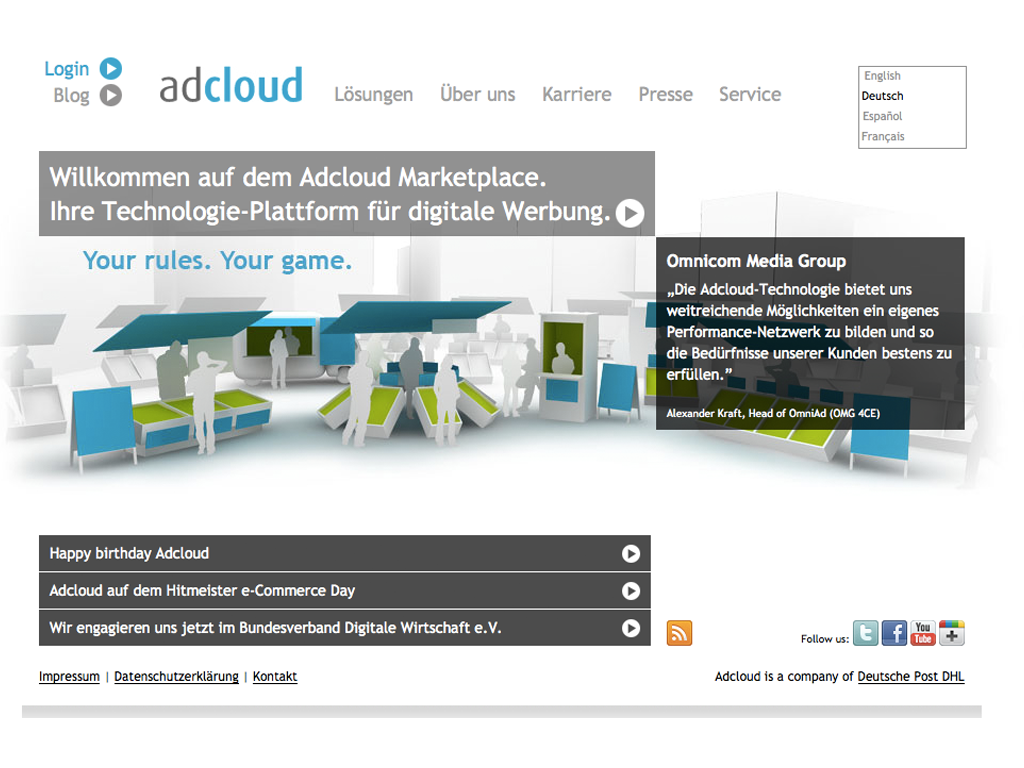 Login
Blog
adcloud
Lösungen
Über uns
Karriere
Presse
Service
English
Deutsch
Español
Français
Willkommen auf dem Adcloud Marketplace.
Ihre Technologie-Plattform für digitale Werbung.
Your rules. Your game.
Omnicom Media Group
„Die Adcloud-Technologie bietet uns
weitreichende Möglichkeiten ein eigenes
Performance-Netzwerk zu bilden und so
die Bedürfnisse unserer Kunden bestens zu
erfüllen.”
Alexander Kraft, Head of OmniAd (OMG 4CE)
Happy birthday Adcloud
Adcloud auf dem Hitmeister e-Commerce Day
Wir engagieren uns jetzt im Bundesverband Digitale Wirtschaft e.V.
Follow us:
You
Tube
Impressum | Datenschutzerklärung | Kontakt
Adcloud is a company of Deutsche Post DHL